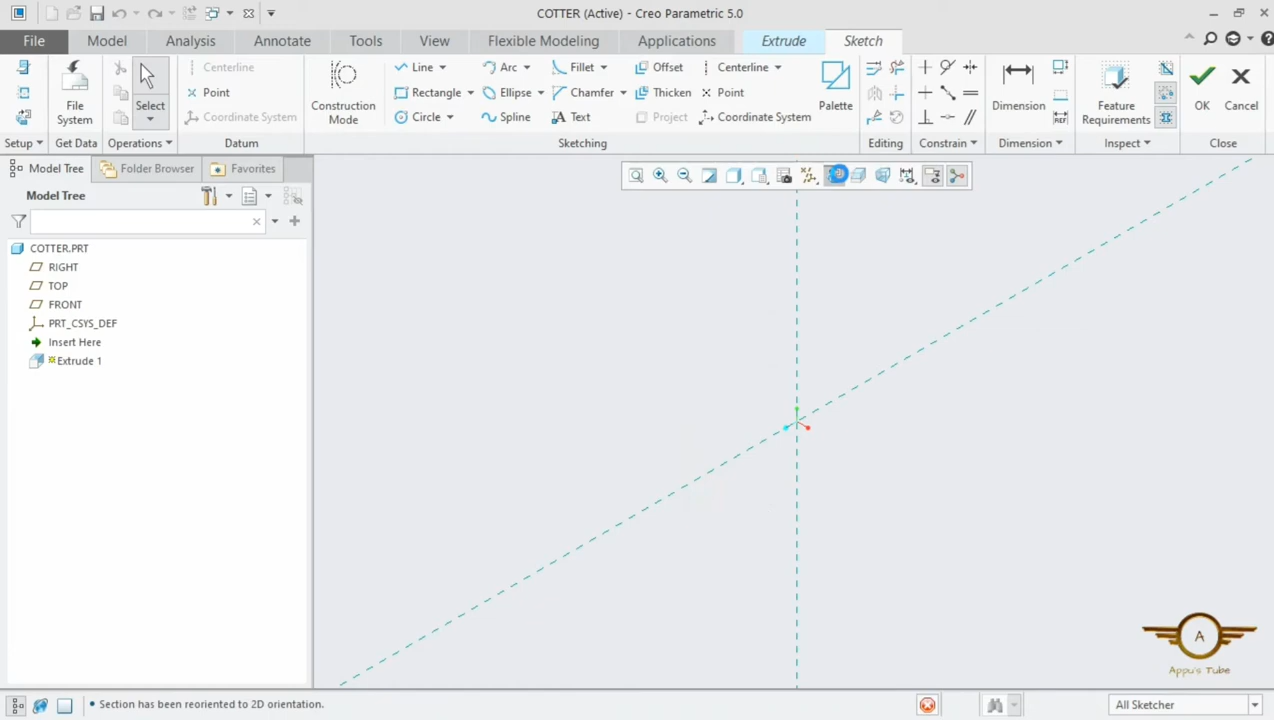 COTTER (Active) - Creo Parametric 5.0
File Model Analysis Annotate Tools View Flexible Modeling Applications Extrude Sketch
Line Arc Fillet Offset Centerline
Centerline
Rectangle Ellipse Chamfer Thicken Point
Point
Circle Spline Text Project Coordinate System
Coordinate System
File System
Select
Construction Mode
Palette
Dimension
Feature Requirements
OK
Cancel
Setup Get Data Operations Datum Sketching Editing Constrain Dimension Inspect Close
Model Tree Folder Browser Favorites
Model Tree
COTTER.PRT
RIGHT
TOP
FRONT
PRT_CSYS_DEF
Insert Here
Extrude 1
A
Appu's Tube
• Section has been reoriented to 2D orientation.
All Sketcher